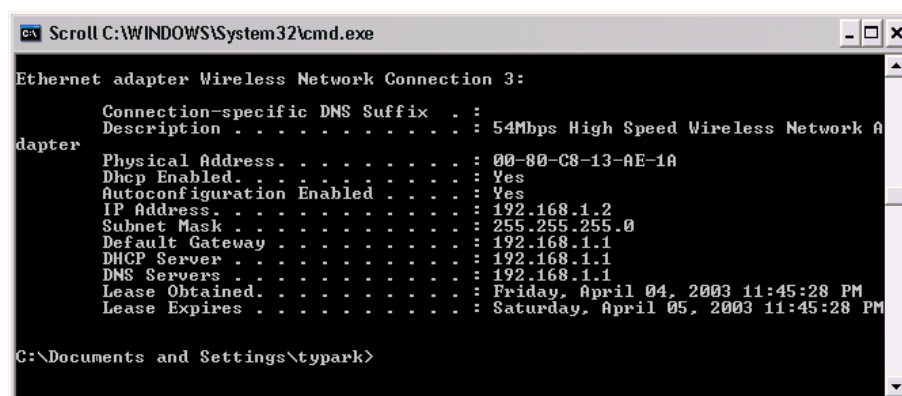 Scroll C:\WINDOWS\System32\cmd.exe
Ethernet adapter Wireless Network Connection 3:
Connection-specific DNS Suffix . :
Description . . . . . . . . . . . : 54Mbps High Speed Wireless Network A
dapter
Physical Address. . . . . . . . . : 00-80-C8-13-AE-1A
Dhcp Enabled. . . . . . . . . . . : Yes
Autoconfiguration Enabled . . . . : Yes
IP Address. . . . . . . . . . . . : 192.168.1.2
Subnet Mask . . . . . . . . . . . : 255.255.255.0
Default Gateway . . . . . . . . . : 192.168.1.1
DHCP Server . . . . . . . . . . . : 192.168.1.1
DNS Servers . . . . . . . . . . . : 192.168.1.1
Lease Obtained. . . . . . . . . . : Friday, April 04, 2003 11:45:28 PM
Lease Expires . . . . . . . . . . : Saturday, April 05, 2003 11:45:28 PM
C:\Documents and Settings\typark>